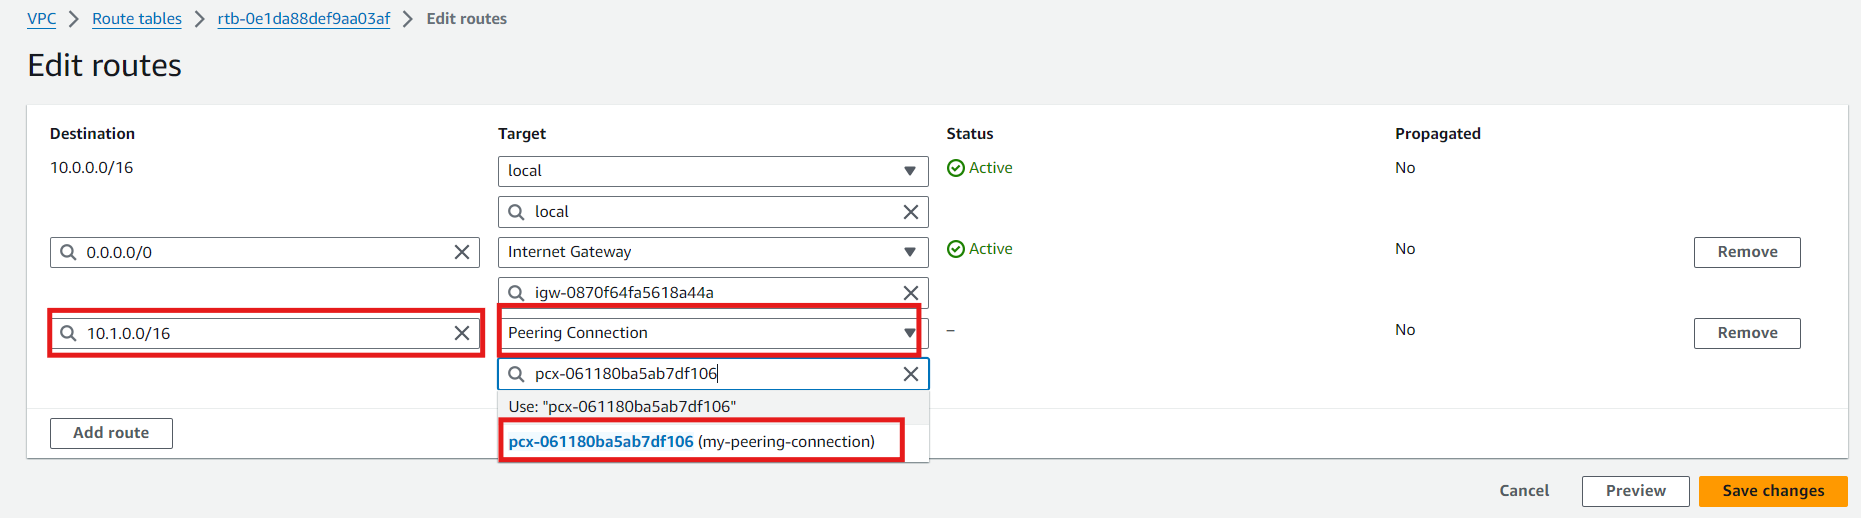 VPC > Route tables > rtb-0e1da88def9aa03af > Edit routes
Edit routes
Destination Target Status Propagated
10.0.0.0/16 local Active No
local
0.0.0.0/0 Internet Gateway Active No Remove
igw-0870f64fa5618a44a
10.1.0.0/16 Peering Connection – No Remove
pcx-061180ba5ab7df106
Use: "pcx-061180ba5ab7df106"
Add route
pcx-061180ba5ab7df106 (my-peering-connection)
Cancel Preview Save changes